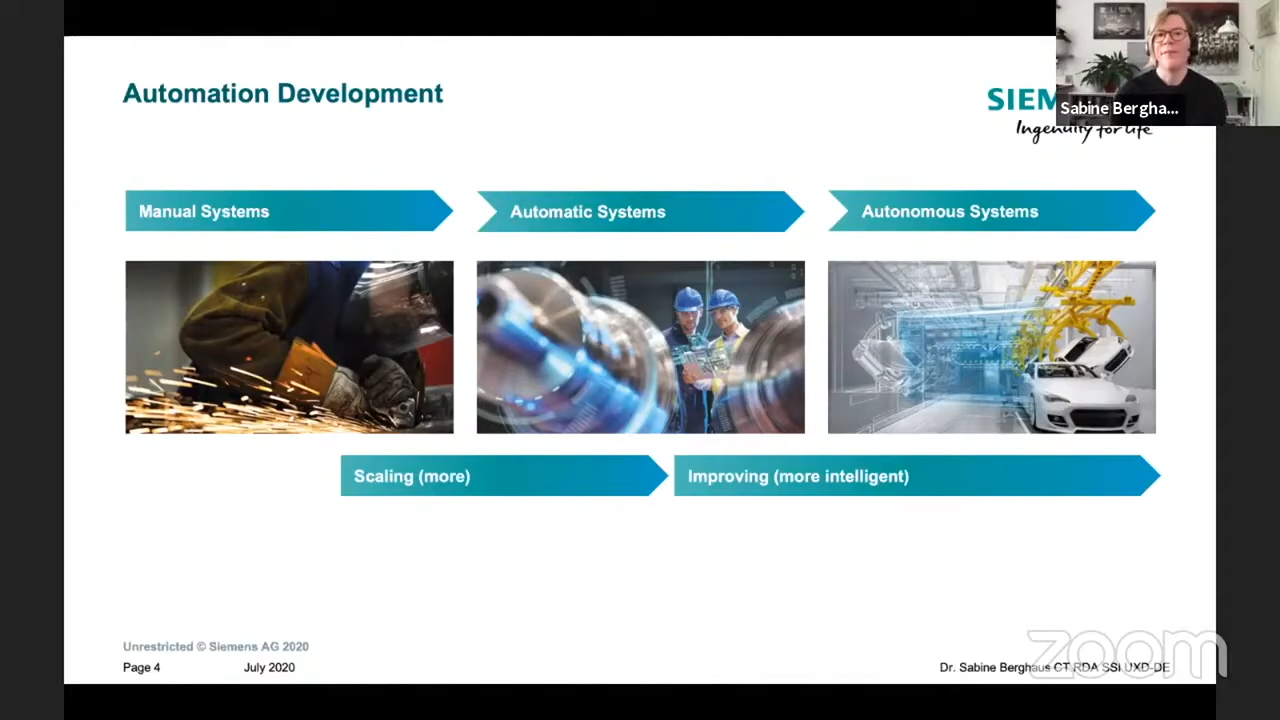 Automation Development
SIEM
Ingenuity for life
Sabine Bergha...
Manual Systems
Automatic Systems
Autonomous Systems
Scaling (more)
Improving (more intelligent)
Unrestricted © Siemens AG 2020
Page 4
July 2020
Dr. Sabine Berghaus CT RDA SSI UXD-DE
zoom